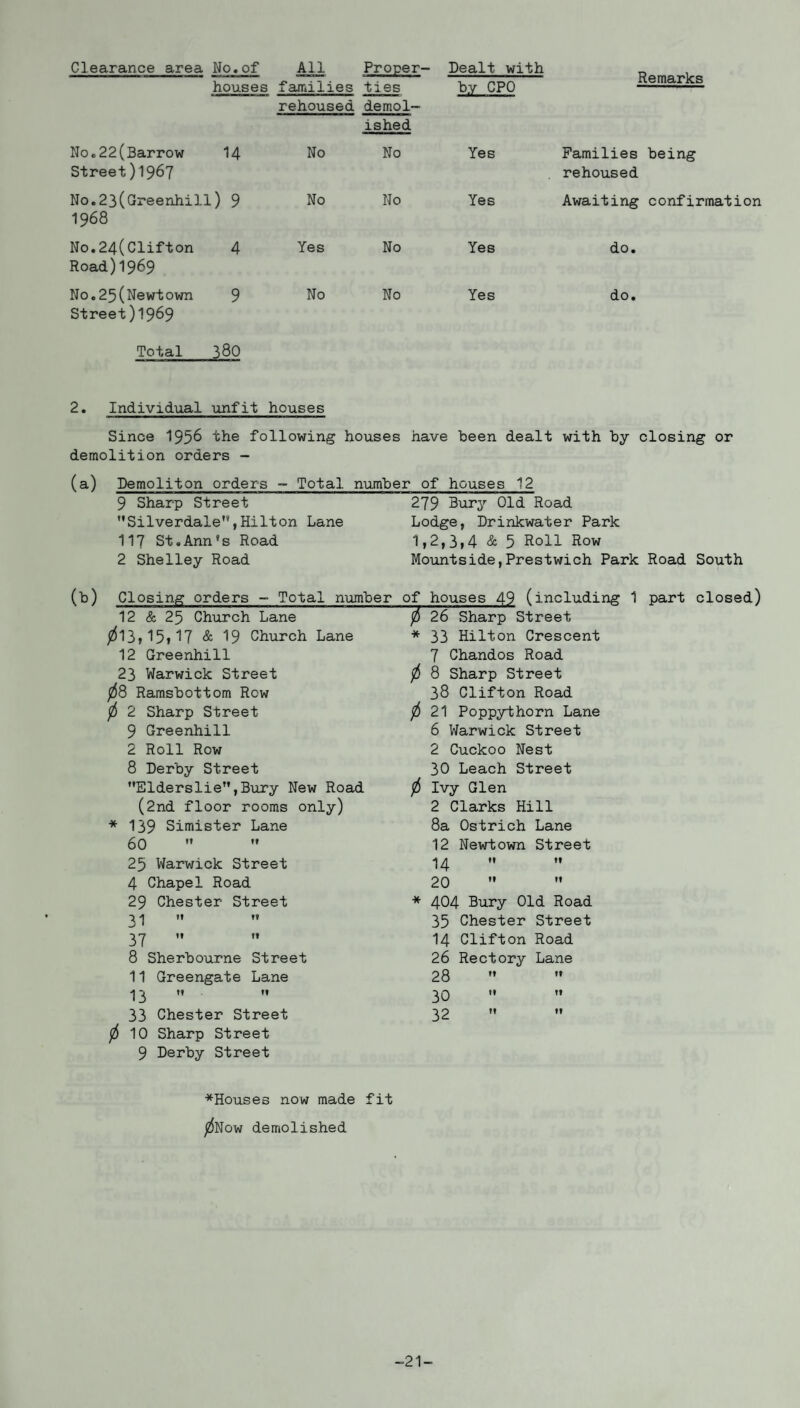 Clearance area No.of All Proper- Dealt with Remarks
houses families ties by CPO
rehoused demol-
ished
No.22(Barrow 14 No No Yes Families being
Street)1967 rehoused
No.23(Greenhill) 9 No No Yes Awaiting confirmation
1968
No.24(Clifton 4 Yes No Yes do.
Road)1969
No.25(Newtown 9 No No Yes do.
Street)1969
Total 380
2. Individual unfit houses
Since 1956 the following houses have been dealt with by closing or
demolition orders -
(a) Demoliton orders - Total number of houses 12
9 Sharp Street 279 Bury Old Road
"Silverdale",Hilton Lane Lodge, Drinkwater Park
117 St.Ann's Road 1,2,3,4 & 5 Roll Row
2 Shelley Road Mountside,Prestwich Park Road South
(b) Closing orders - Total number of houses 49 (including 1 part closed)
12 & 25 Church Lane ∅ 26 Sharp Street
∅13,15,17 & 19 Church Lane * 33 Hilton Crescent
12 Greenhill 7 Chandos Road
23 Warwick Street ∅ 8 Sharp Street
∅8 Ramsbottom Row 38 Clifton Road
∅ 2 Sharp Street ∅ 21 Poppythorn Lane
9 Greenhill 6 Warwick Street
2 Roll Row 2 Cuckoo Nest
8 Derby Street 30 Leach Street
"Elderslie",Bury New Road ∅ Ivy Glen
(2nd floor rooms only) 2 Clarks Hill
* 139 Simister Lane 8a Ostrich Lane
60 " " 12 Newtown Street
25 Warwick Street 14 " "
4 Chapel Road 20 " "
29 Chester Street * 404 Bury Old Road
31 " " 35 Chester Street
37 " " 14 Clifton Road
8 Sherbourne Street 26 Rectory Lane
11 Greengate Lane 28 " "
13 " " 30 " "
33 Chester Street 32 " "
∅ 10 Sharp Street
9 Derby Street
*Houses now made fit
∅Now demolished
-21-